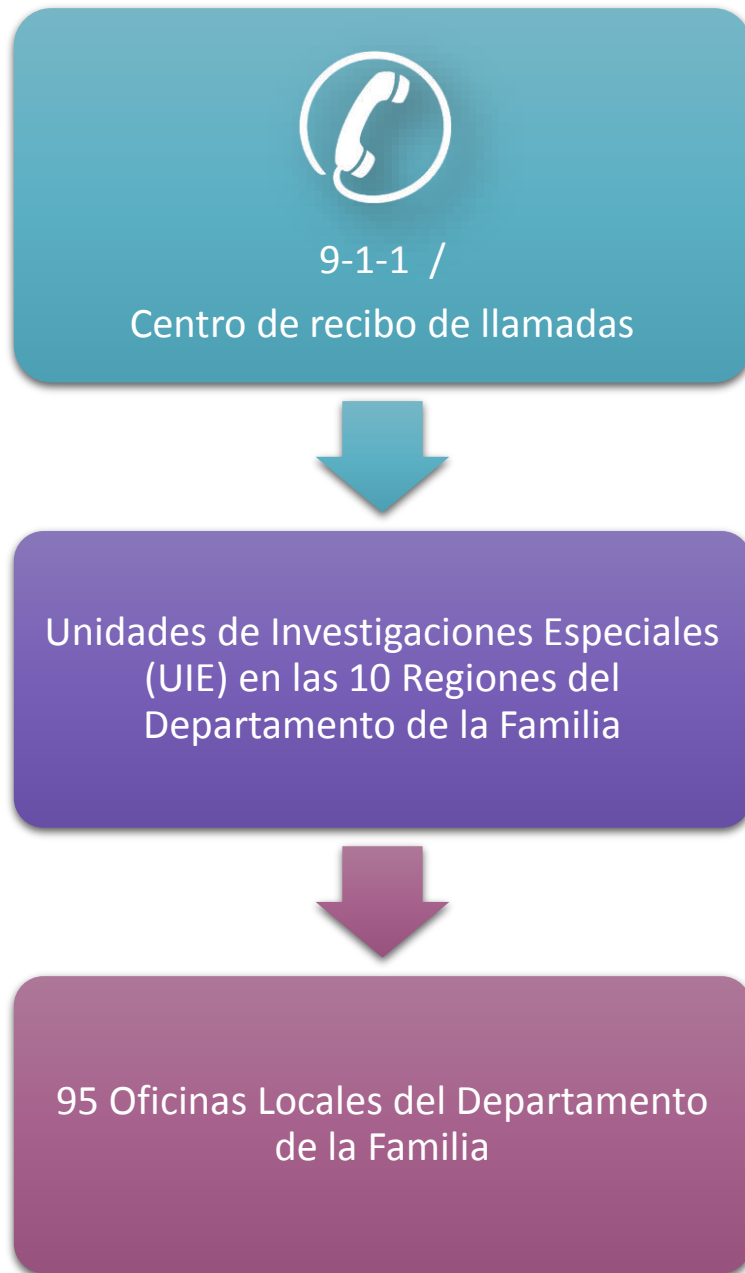 9-1-1 /
Centro de recibo de llamadas
Unidades de Investigaciones Especiales
(UIE) en las 10 Regiones del
Departamento de la Familia
95 Oficinas Locales del Departamento
de la Familia